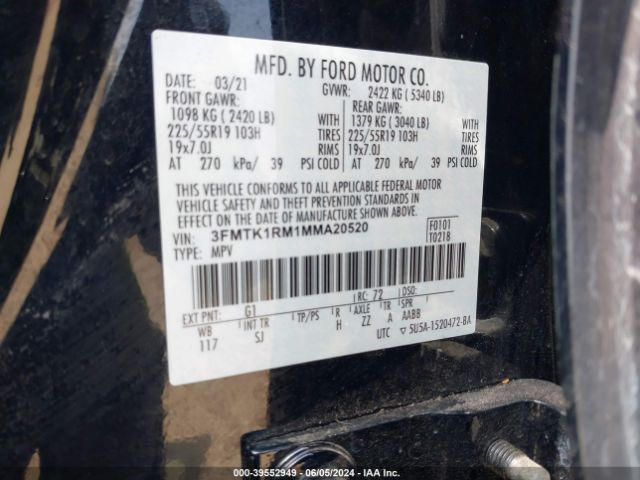 MFD. BY FORD MOTOR CO.
DATE: 03/21 GVWR: 2422 KG ( 5340 LB)
FRONT GAWR: REAR GAWR:
1098 KG ( 2420 LB) WITH 1379 KG ( 3040 LB) WITH
225/55R19 103H TIRES 225/55R19 103H TIRES
19x7.0J RIMS 19x7.0J RIMS
AT 270 kPa/ 39 PSI COLD AT 270 kPa/ 39 PSI COLD
THIS VEHICLE CONFORMS TO ALL APPLICABLE FEDERAL MOTOR
VEHICLE SAFETY AND THEFT PREVENTION STANDARDS IN
EFFECT ON THE DATE OF MANUFACTURE SHOWN ABOVE.
VIN: 3FMTK1RM1MMA20520 F0101
TYPE: MPV T0218
EXT PNT: G1 RC: 72 DSO:
WB INT TR TP/PS R AXLE TR SPR
117 SJ H ZZ A AABB
UTC ▽ 5U5A-1520472-BA
000-39552949 - 06/05/2024 - IAA Inc.